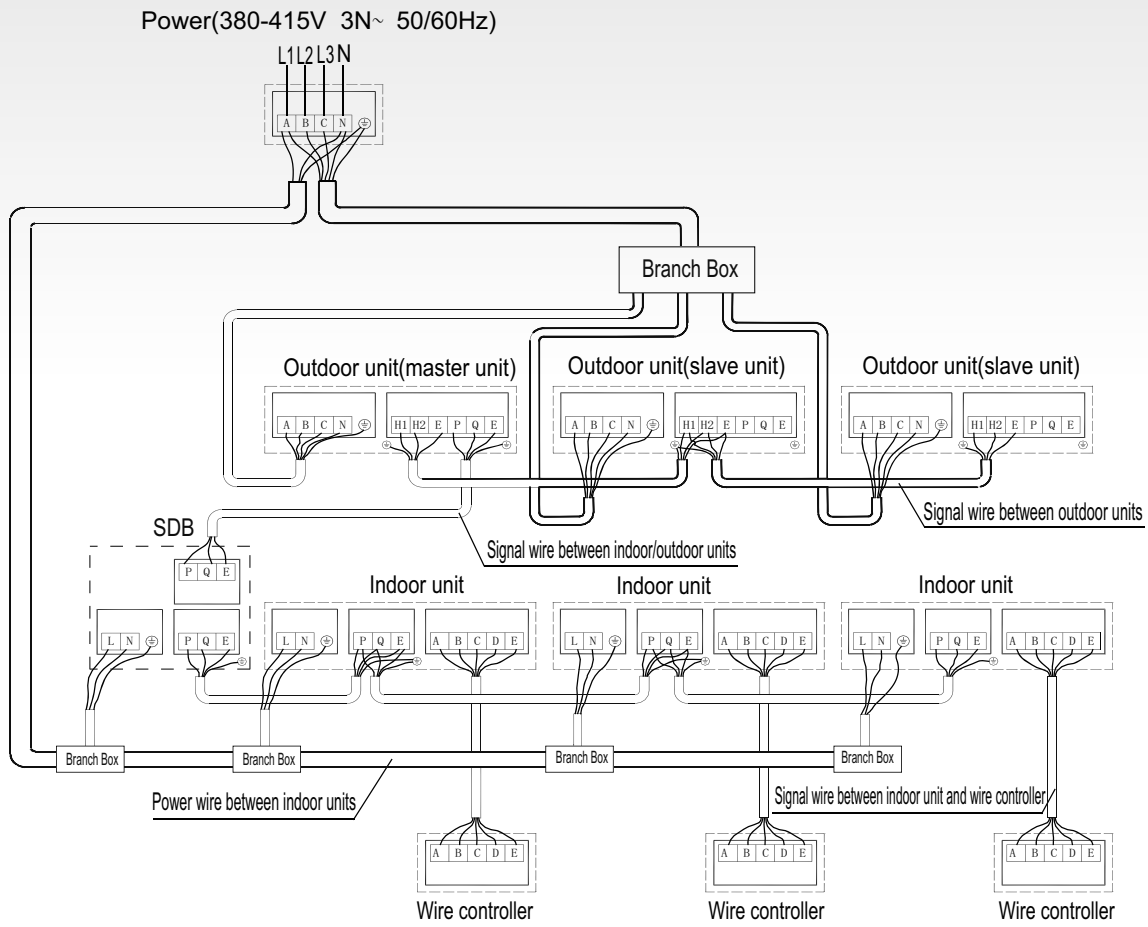 Power(380-415V 3N~ 50/60Hz)
L1 L2 L3 N
A B C N
Branch Box
Outdoor unit(master unit) Outdoor unit(slave unit) Outdoor unit(slave unit)
A B C N H1 H2 E P Q E A B C N H1 H2 E P Q E A B C N H1 H2 E P Q E
Signal wire between outdoor units
SDB
Signal wire between indoor/outdoor units
P Q E
Indoor unit Indoor unit Indoor unit
L N P Q E L N P Q E A B C D E L N P Q E A B C D E L N P Q E A B C D E
Branch Box Branch Box Branch Box Branch Box
Power wire between indoor units
Signal wire between indoor unit and wire controller
A B C D E A B C D E A B C D E
Wire controller Wire controller Wire controller